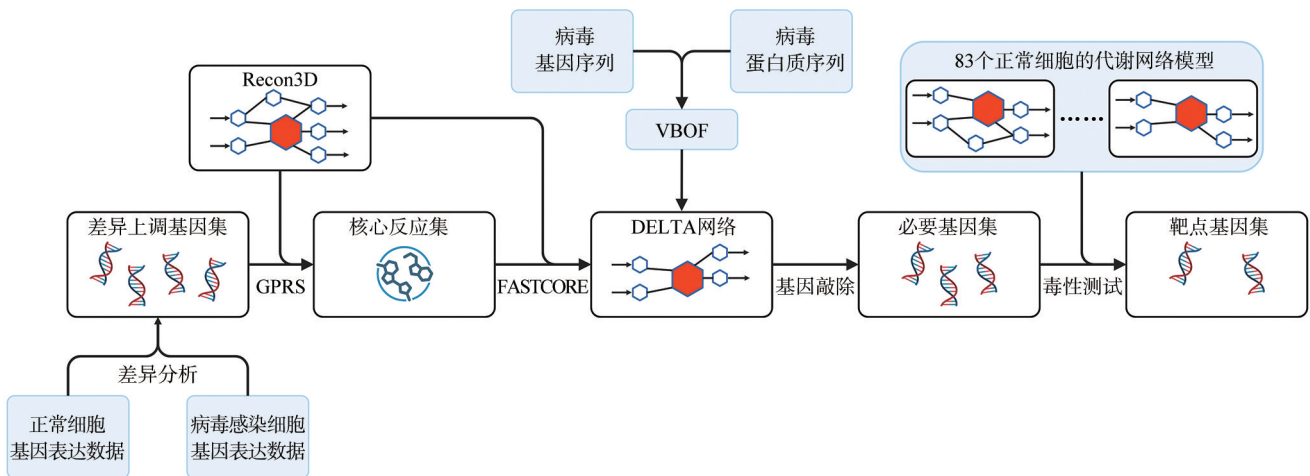 病毒
基因序列
病毒
蛋白质序列
83个正常细胞的代谢网络模型
……
Recon3D
VBOF
差异上调基因集
GPRS
核心反应集
FASTCORE
DELTA网络
基因敲除
必要基因集
毒性测试
靶点基因集
差异分析
正常细胞
基因表达数据
病毒感染细胞
基因表达数据